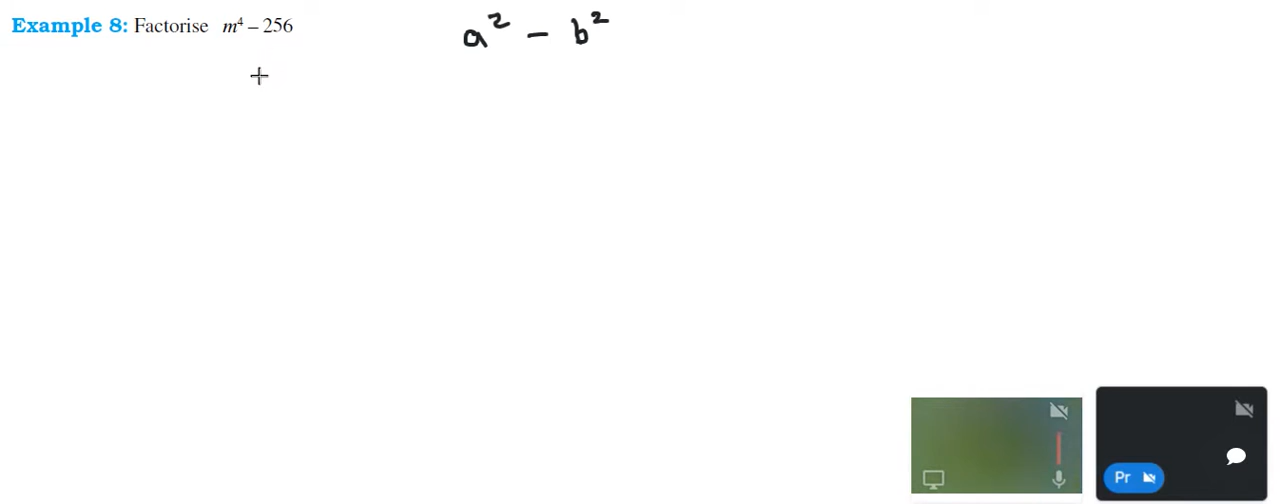 Example 8: Factorise m⁴ – 256
a² – b²
Pr